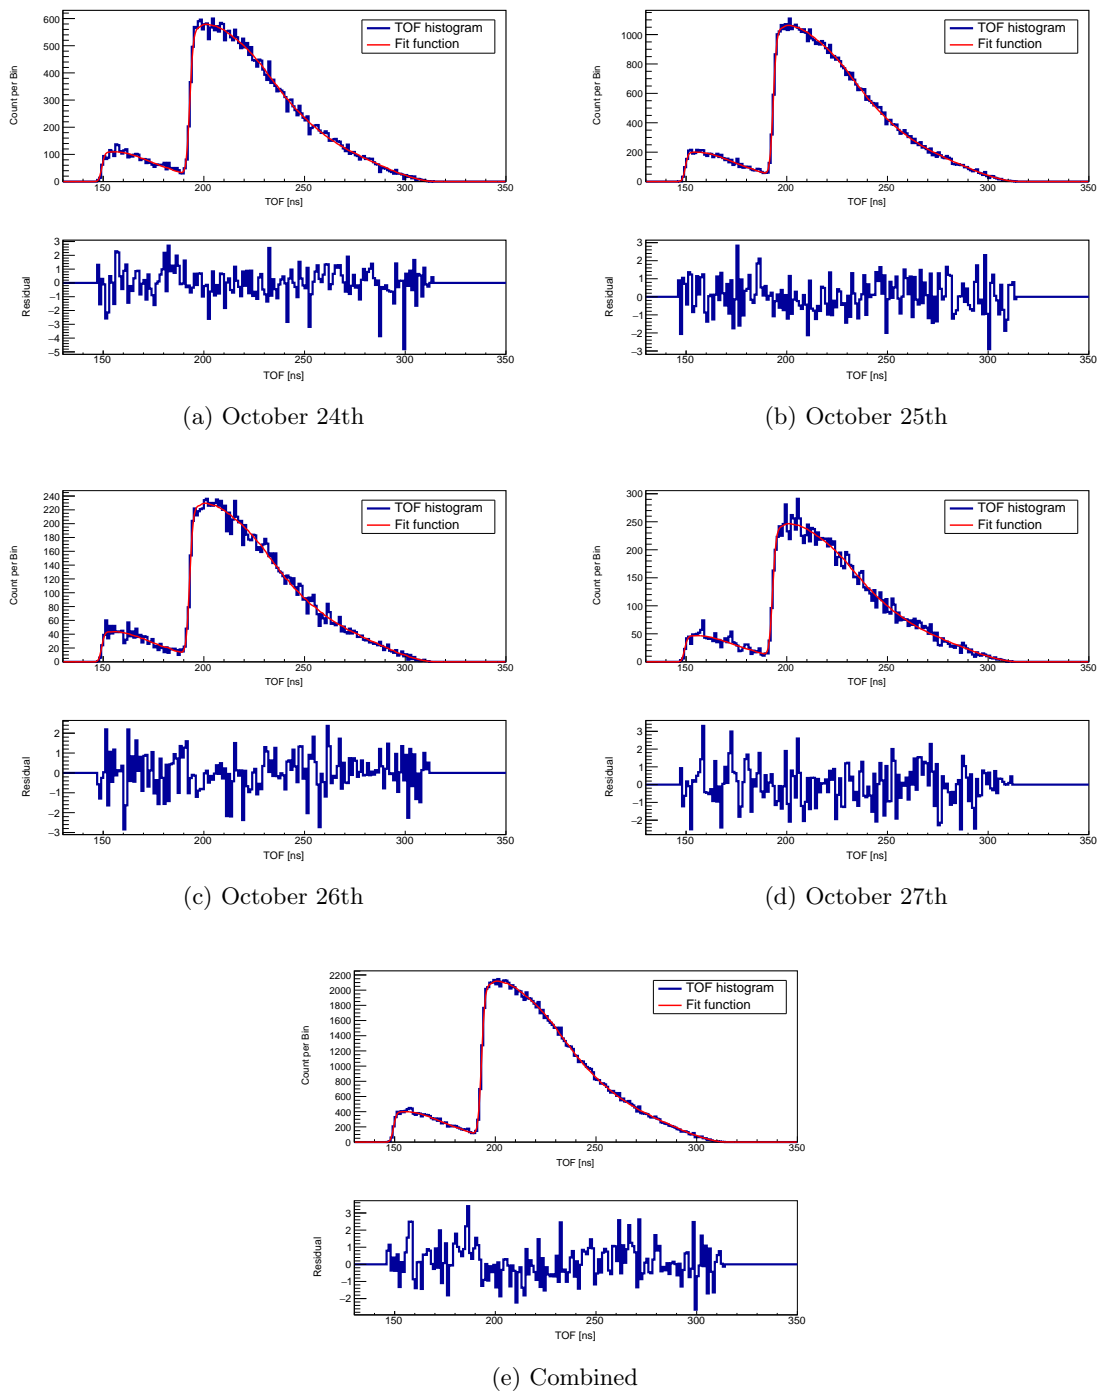 600
500
400
300
200
100
0
Count per Bin
TOF histogram
Fit function
150 200 250 300 350
TOF [ns]
3
2
1
0
−1
−2
−3
−4
−5
Residual
150 200 250 300 350
TOF [ns]
(a) October 24th
1000
800
600
400
200
0
Count per Bin
TOF histogram
Fit function
150 200 250 300 350
TOF [ns]
3
2
1
0
−1
−2
−3
Residual
150 200 250 300 350
TOF [ns]
(b) October 25th
240
220
200
180
160
140
120
100
80
60
40
20
0
Count per Bin
TOF histogram
Fit function
150 200 250 300 350
TOF [ns]
2
1
0
−1
−2
−3
Residual
150 200 250 300 350
TOF [ns]
(c) October 26th
300
250
200
150
100
50
0
Count per Bin
TOF histogram
Fit function
150 200 250 300 350
TOF [ns]
3
2
1
0
−1
−2
Residual
150 200 250 300 350
TOF [ns]
(d) October 27th
2200
2000
1800
1600
1400
1200
1000
800
600
400
200
0
Count per Bin
TOF histogram
Fit function
150 200 250 300 350
TOF [ns]
3
2
1
0
−1
−2
Residual
150 200 250 300 350
TOF [ns]
(e) Combined